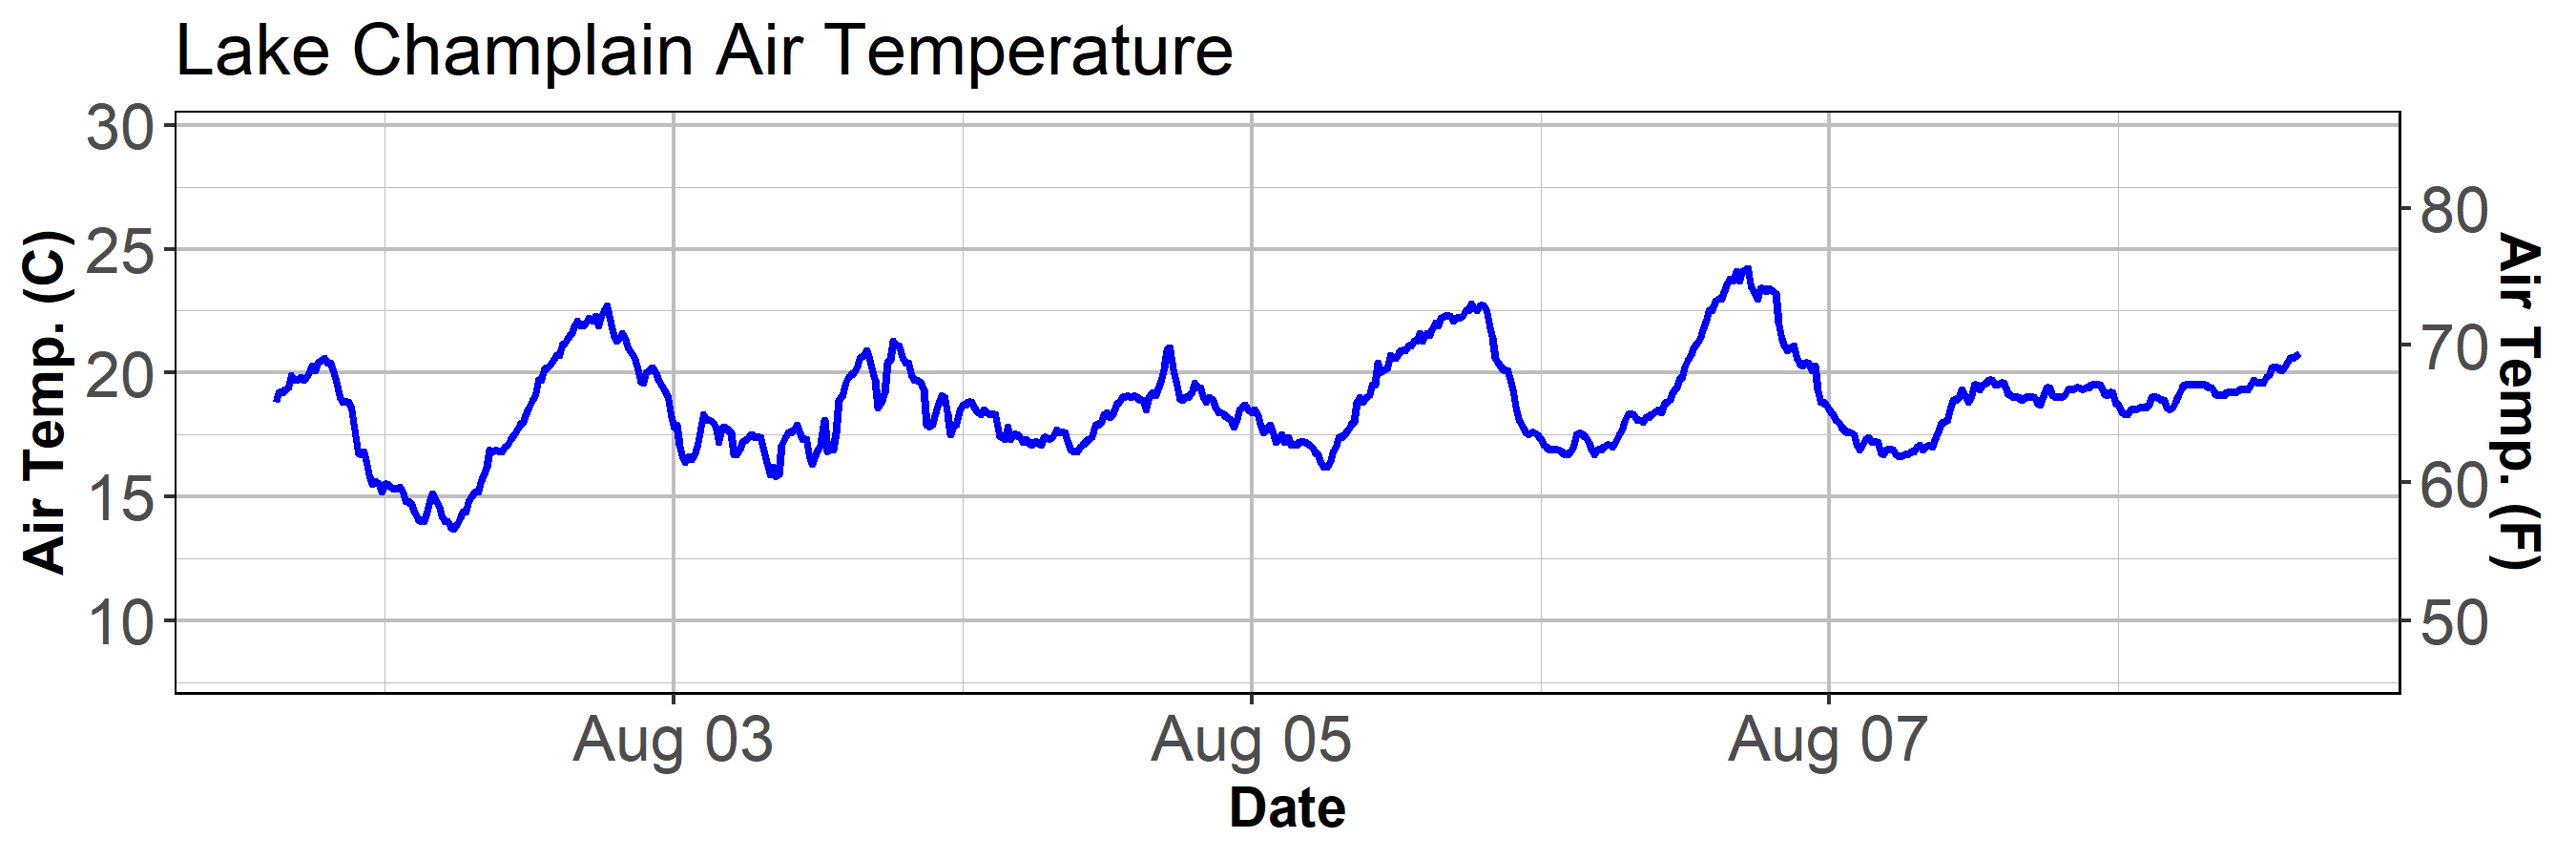 Lake Champlain Air Temperature
30
25
20
15
10
Air Temp. (C)
80
70
60
50
Air Temp. (F)
Aug 03 Aug 05 Aug 07
Date